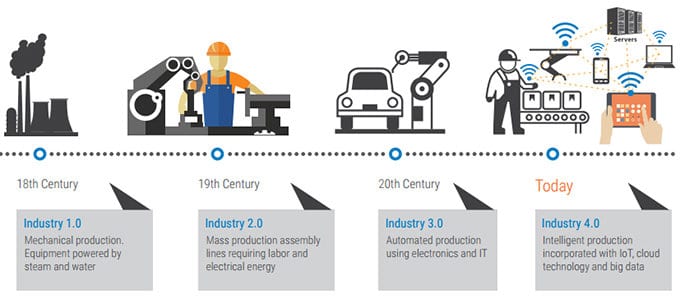 Servers
18th Century
Industry 1.0
Mechanical production.
Equipment powered by
steam and water
19th Century
Industry 2.0
Mass production assembly
lines requiring labor and
electrical energy
20th Century
Industry 3.0
Automated production
using electronics and IT
Today
Industry 4.0
Intelligent production
incorporated with IoT, cloud
technology and big data